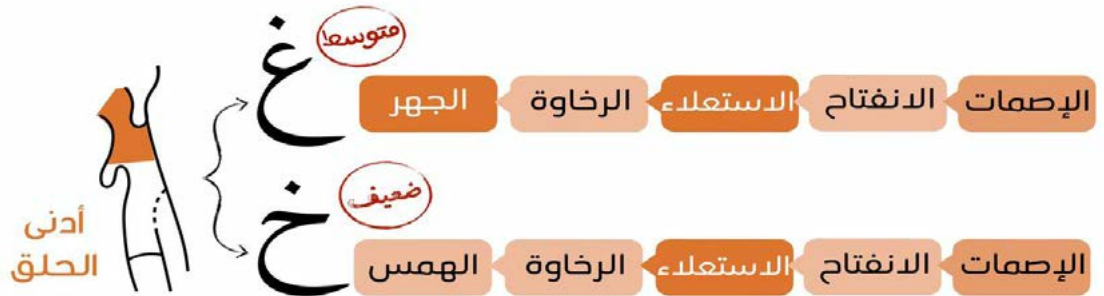 غ متوسط
الجهر الرخاوة الاستعلاء الانفتاح الإصمات
أدنى
الحلق
خ ضعيف
الهمس الرخاوة الاستعلاء الانفتاح الإصمات